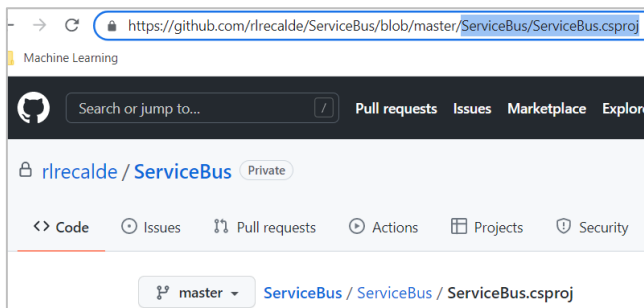 https://github.com/rlrecalde/ServiceBus/blob/master/ServiceBus/ServiceBus.csproj
Machine Learning
Search or jump to... / Pull requests Issues Marketplace Explore
rlrecalde / ServiceBus Private
<> Code Issues Pull requests Actions Projects Security
master ServiceBus / ServiceBus / ServiceBus.csproj